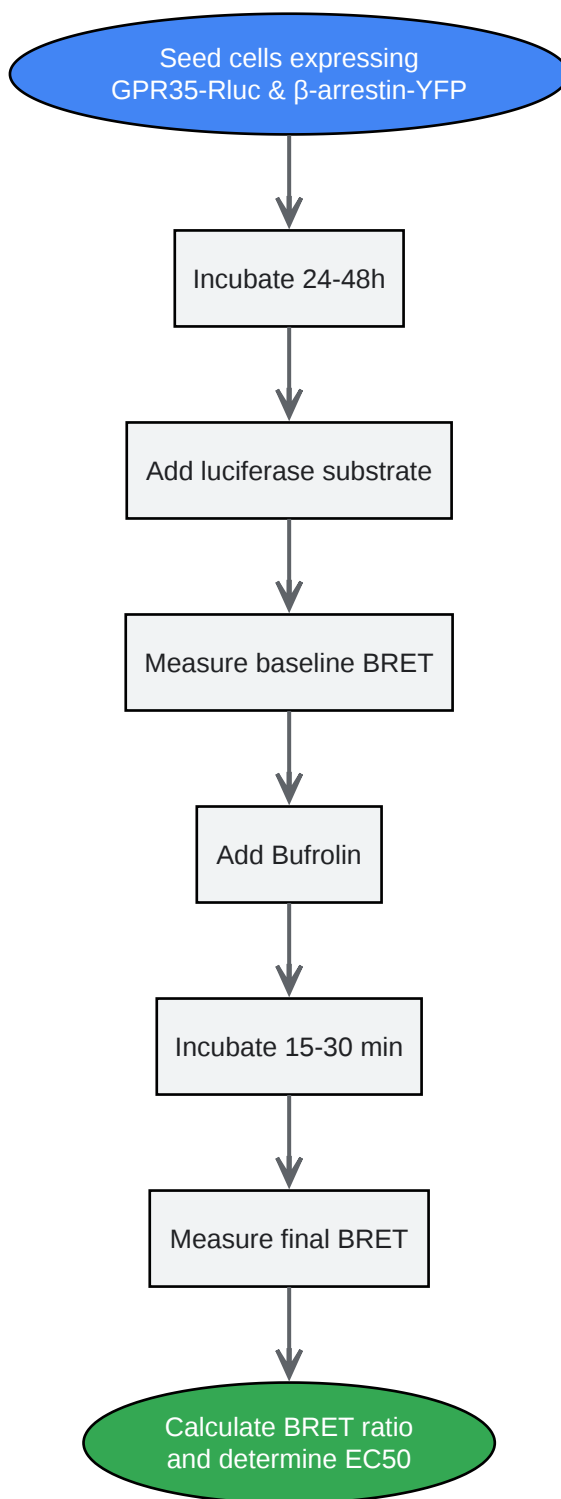 Seed cells expressing
GPR35-Rluc & β-arrestin-YFP
Incubate 24-48h
Add luciferase substrate
Measure baseline BRET
Add Bufrolin
Incubate 15-30 min
Measure final BRET
Calculate BRET ratio
and determine EC50